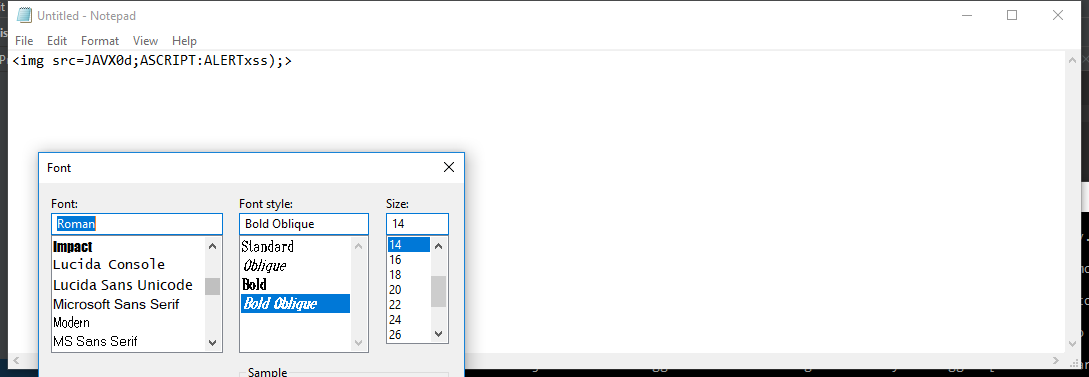 Untitled - Notepad
File Edit Format View Help
<img src=JAVX0d;ASCRIPT:ALERTxss);>
Font
Font: Font style: Size:
Roman Bold Oblique 14
Impact Standard 14
Lucida Console Oblique 16
Lucida Sans Unicode Bold 18
Microsoft Sans Serif Bold Oblique 20
Modern 22
MS Sans Serif 24
26
Sample